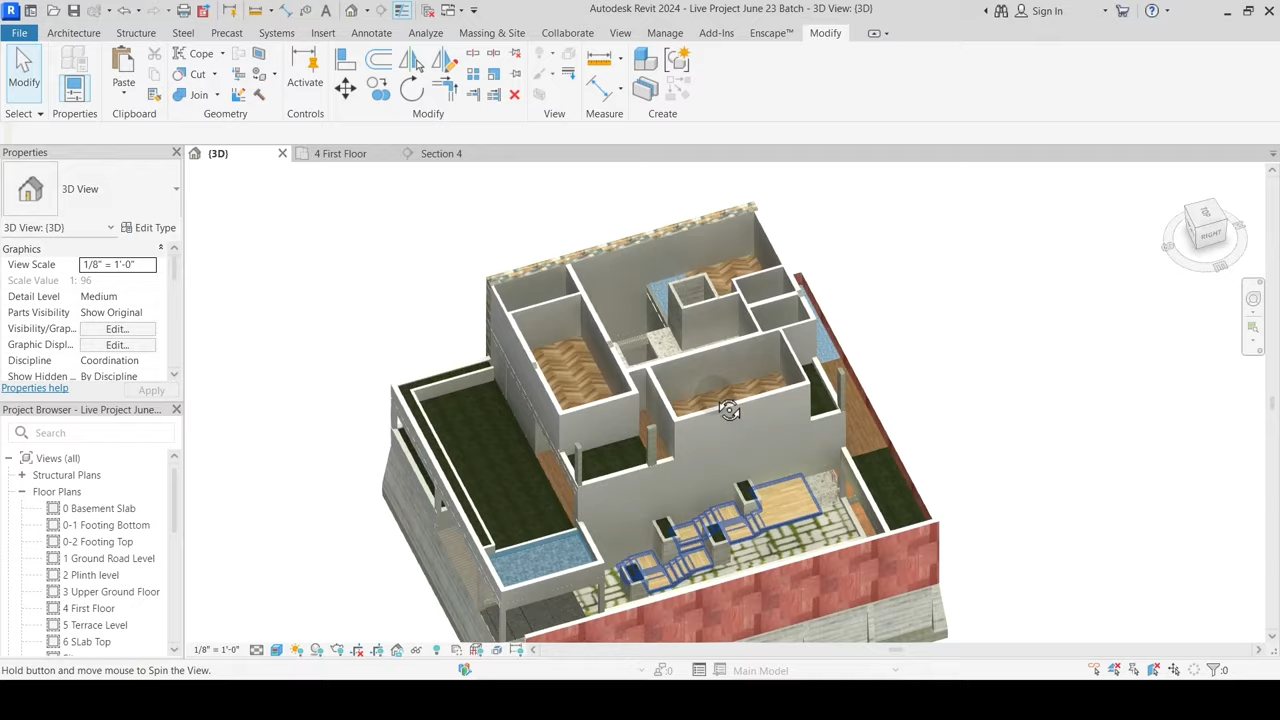 Autodesk Revit 2024 - Live Project June 23 Batch - 3D View: {3D}
Sign In
File Architecture Structure Steel Precast Systems Insert Annotate Analyze Massing & Site Collaborate View Manage Add-Ins Enscape™ Modify
Modify
Paste
Cope
Cut
Join
Activate
Select Properties Clipboard Geometry Controls Modify View Measure Create
Properties
{3D}
4 First Floor
Section 4
3D View
3D View: {3D}
Edit Type
Graphics
View Scale 1/8" = 1'-0"
Scale Value 1: 96
Detail Level Medium
Parts Visibility Show Original
Visibility/Grap... Edit...
Graphic Displ... Edit...
Discipline Coordination
Show Hidden ... By Discipline
Properties help Apply
Project Browser - Live Project June...
Search
Views (all)
Structural Plans
Floor Plans
0 Basement Slab
0-1 Footing Bottom
0-2 Footing Top
1 Ground Road Level
2 Plinth level
3 Upper Ground Floor
4 First Floor
5 Terrace Level
6 SLab Top
TOP
RIGHT
1/8" = 1'-0"
Hold button and move mouse to Spin the View.
:0
Main Model
:0